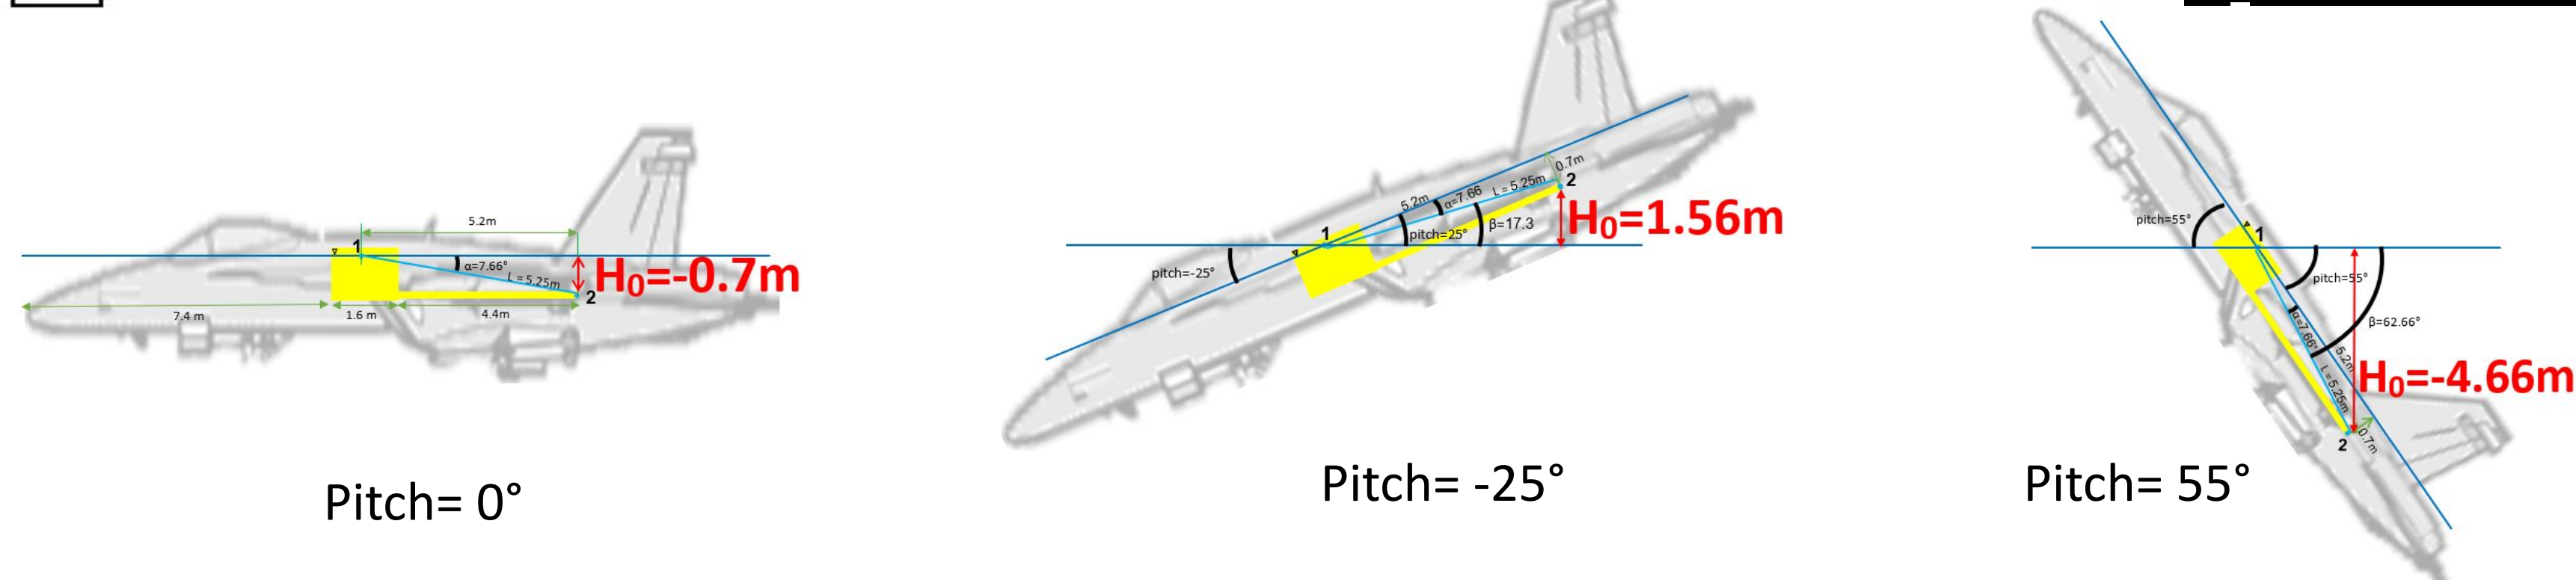 5.2m
1
α=7.66°
L = 5.25m
H₀=-0.7m
2
7.4 m
1.6 m
4.4m
Pitch= 0°
0.7m
2
5.2m
α=7.66
L = 5.25m
1
pitch=25°
β=17.3
H₀=1.56m
pitch=-25°
Pitch= -25°
pitch=55°
1
pitch=55°
β=62.66°
α=7.66°
5.2m
L = 5.25m
H₀=-4.66m
2
0.7m
Pitch= 55°